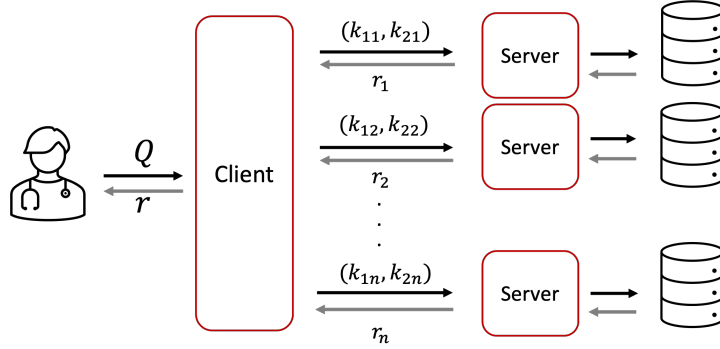 (k₁₁, k₂₁)
Server
r₁
(k₁₂, k₂₂)
Q
Server
Client
r
r₂
.
.
.
(k₁ₙ, k₂ₙ)
Server
rₙ